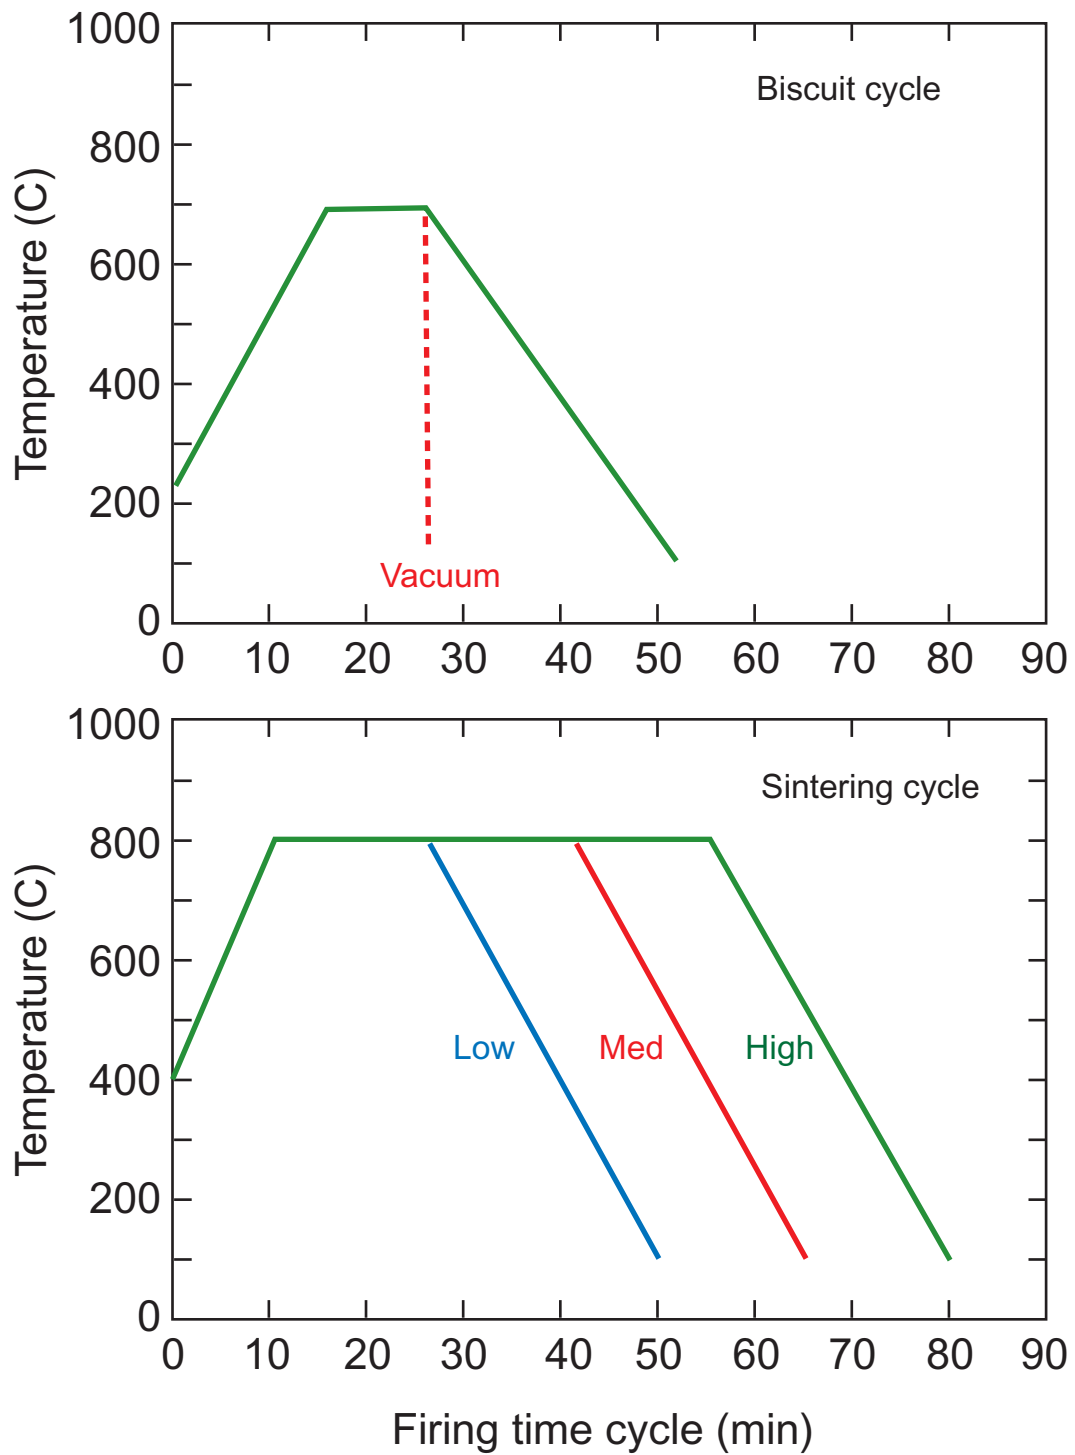 1000
Biscuit cycle
800
600
400
200
Vacuum
0
0 10 20 30 40 50 60 70 80 90
Temperature (C)
1000
Sintering cycle
800
600
Low Med High
400
200
0
0 10 20 30 40 50 60 70 80 90
Temperature (C)
Firing time cycle (min)